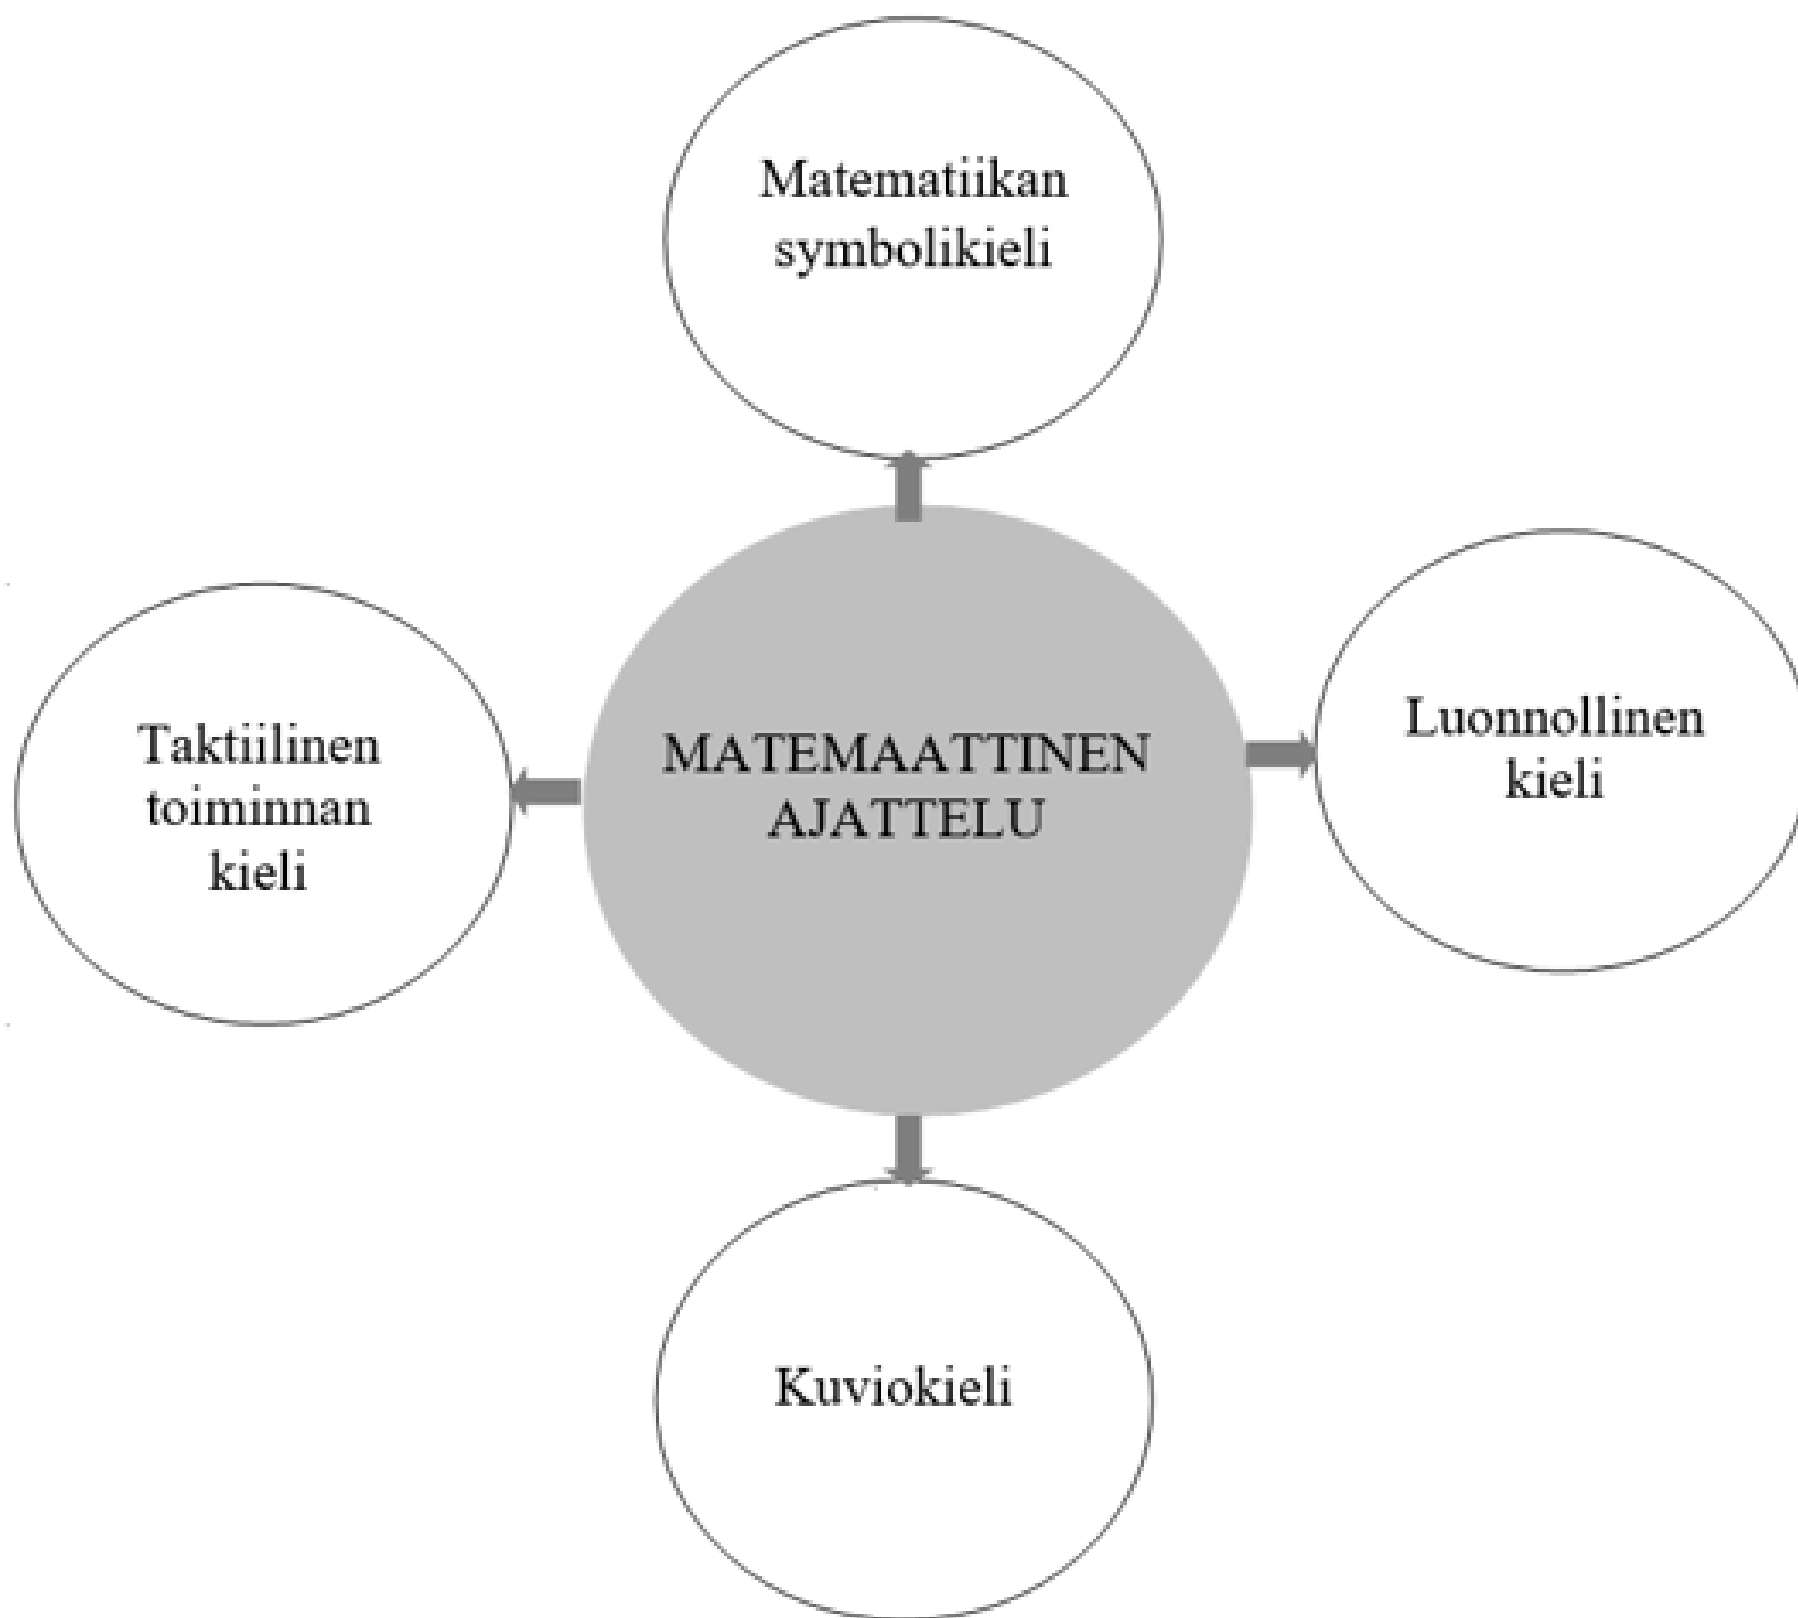 Matematiikan
symbolikieli
Taktiilinen
toiminnan
kieli
MATEMAATTINEN
AJATTELU
Luonnollinen
kieli
Kuviokieli